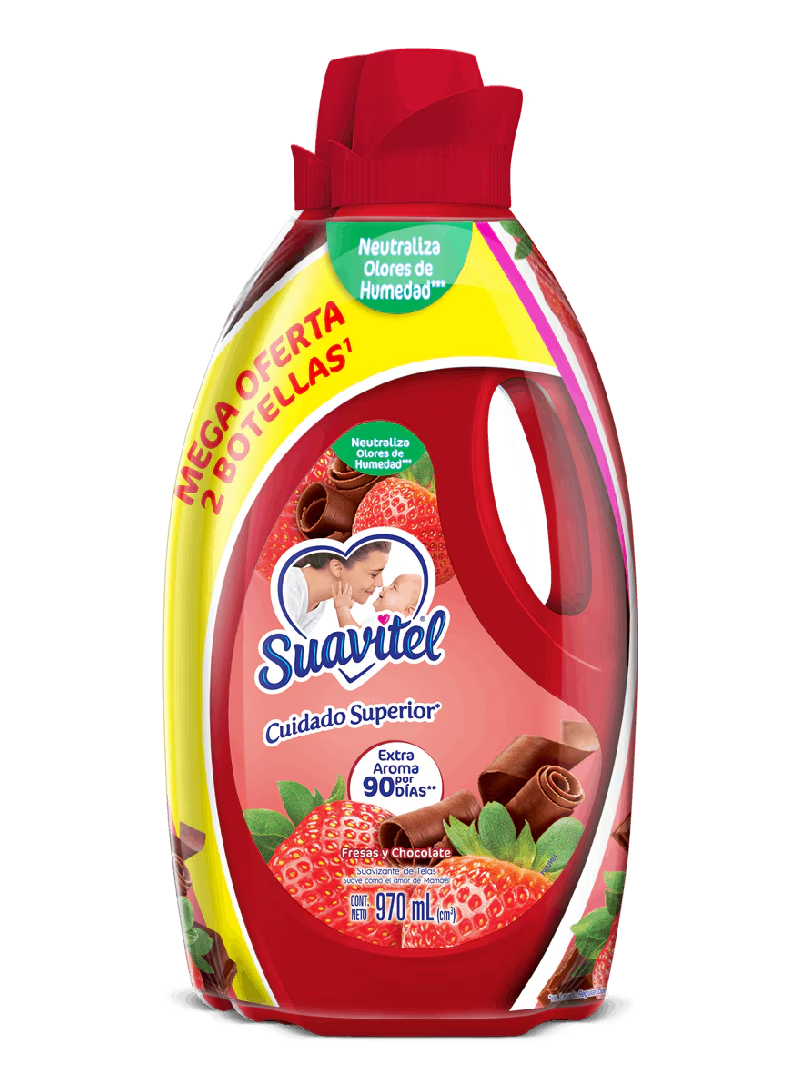 Neutraliza
Olores de
Humedad***
MEGA OFERTA
2 BOTELLAS¹
Neutraliza
Olores de
Humedad***
Suavitel
Cuidado Superior*
Extra
Aroma
90 por DÍAS**
Fresas y Chocolate
Suavizante de Telas
Suave como el amor de Mamá®
CONT. NETO 970 mL (cm³)